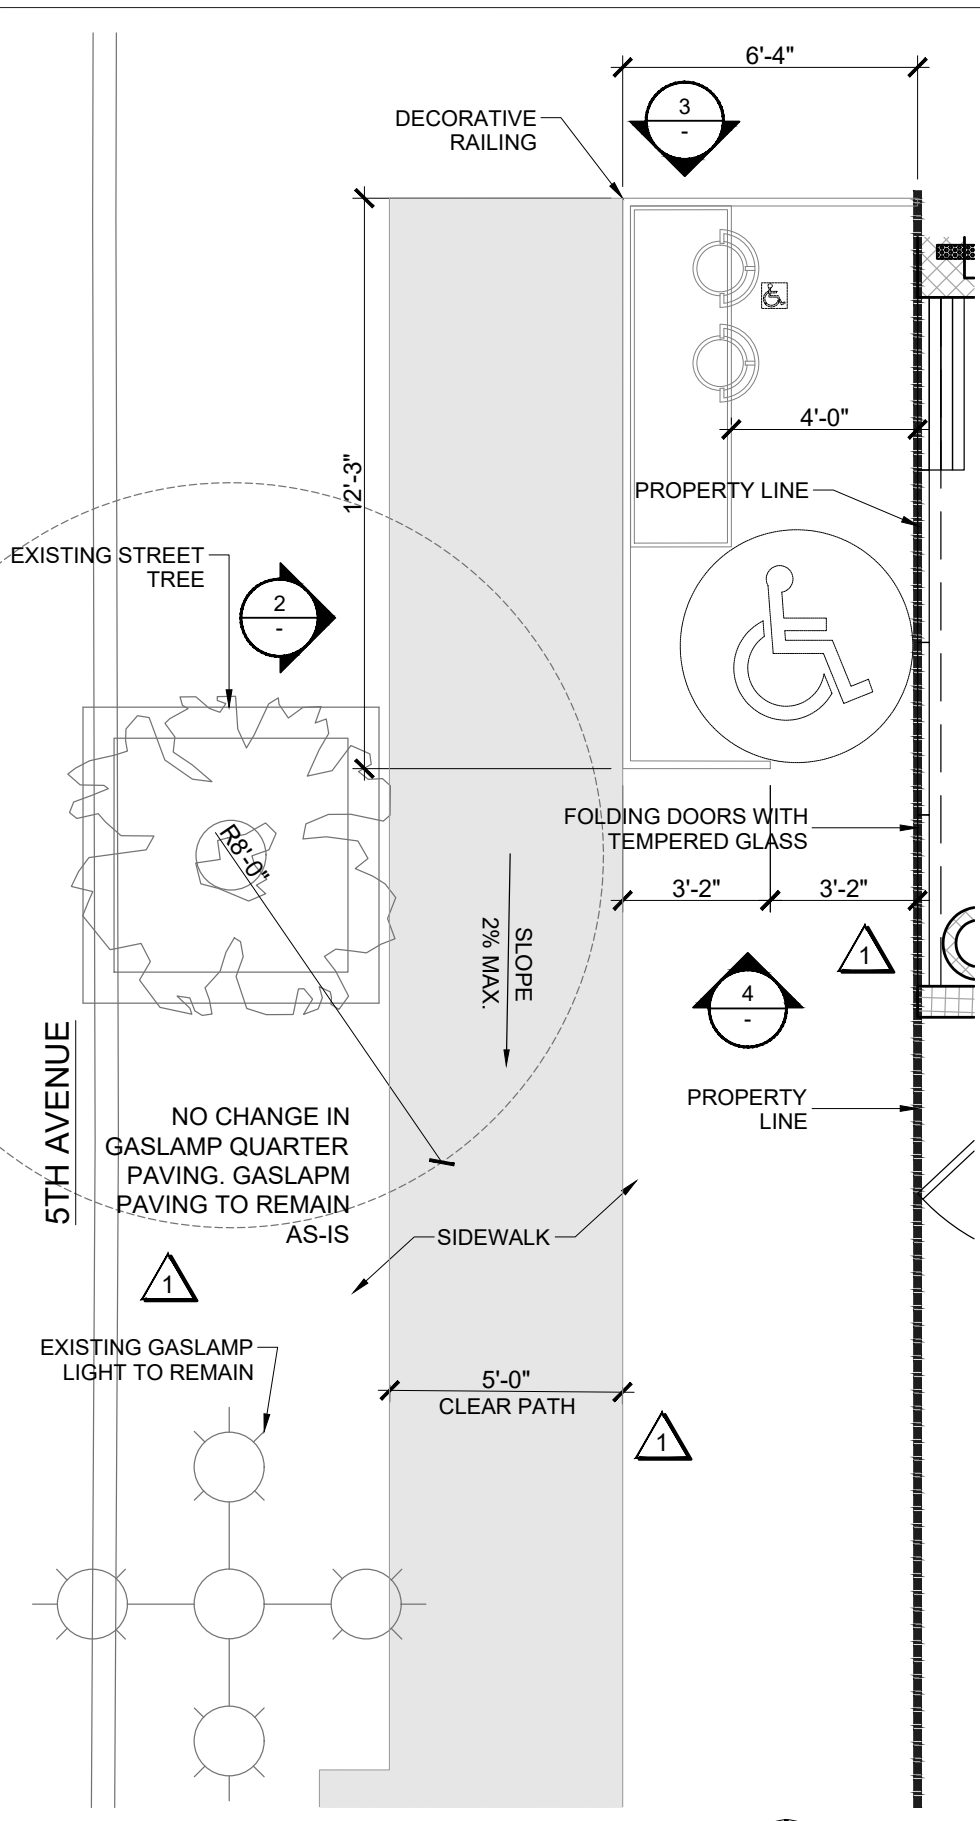 6'-4"
3
-
DECORATIVE
RAILING
4'-0"
12'-3"
PROPERTY LINE
EXISTING STREET
TREE
2
-
FOLDING DOORS WITH
TEMPERED GLASS
R8'-0"
3'-2"
3'-2"
SLOPE
2% MAX.
1
4
-
5TH AVENUE
PROPERTY
LINE
NO CHANGE IN
GASLAMP QUARTER
PAVING. GASLAPM
PAVING TO REMAIN
AS-IS
SIDEWALK
1
EXISTING GASLAMP
LIGHT TO REMAIN
5'-0"
CLEAR PATH
1